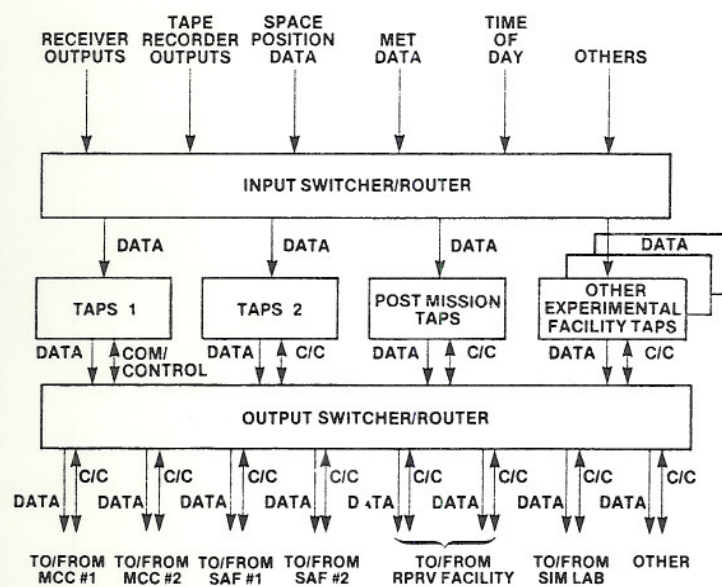 RECEIVER OUTPUTS
TAPE RECORDER OUTPUTS
SPACE POSITION DATA
MET DATA
TIME OF DAY
OTHERS
INPUT SWITCHER/ROUTER
DATA
DATA
DATA
DATA
TAPS 1
TAPS 2
POST MISSION TAPS
OTHER EXPERIMENTAL FACILITY TAPS
DATA
COM/CONTROL
DATA
C/C
DATA
C/C
DATA
C/C
OUTPUT SWITCHER/ROUTER
C/C
C/C
C/C
C/C
C/C
C/C
C/C
C/C
DATA
DATA
DATA
DATA
DATA
DATA
DATA
DATA
TO/FROM MCC #1
TO/FROM MCC #2
TO/FROM SAF #1
TO/FROM SAF #2
TO/FROM RPRV FACILITY
TO/FROM SIM LAB
OTHER